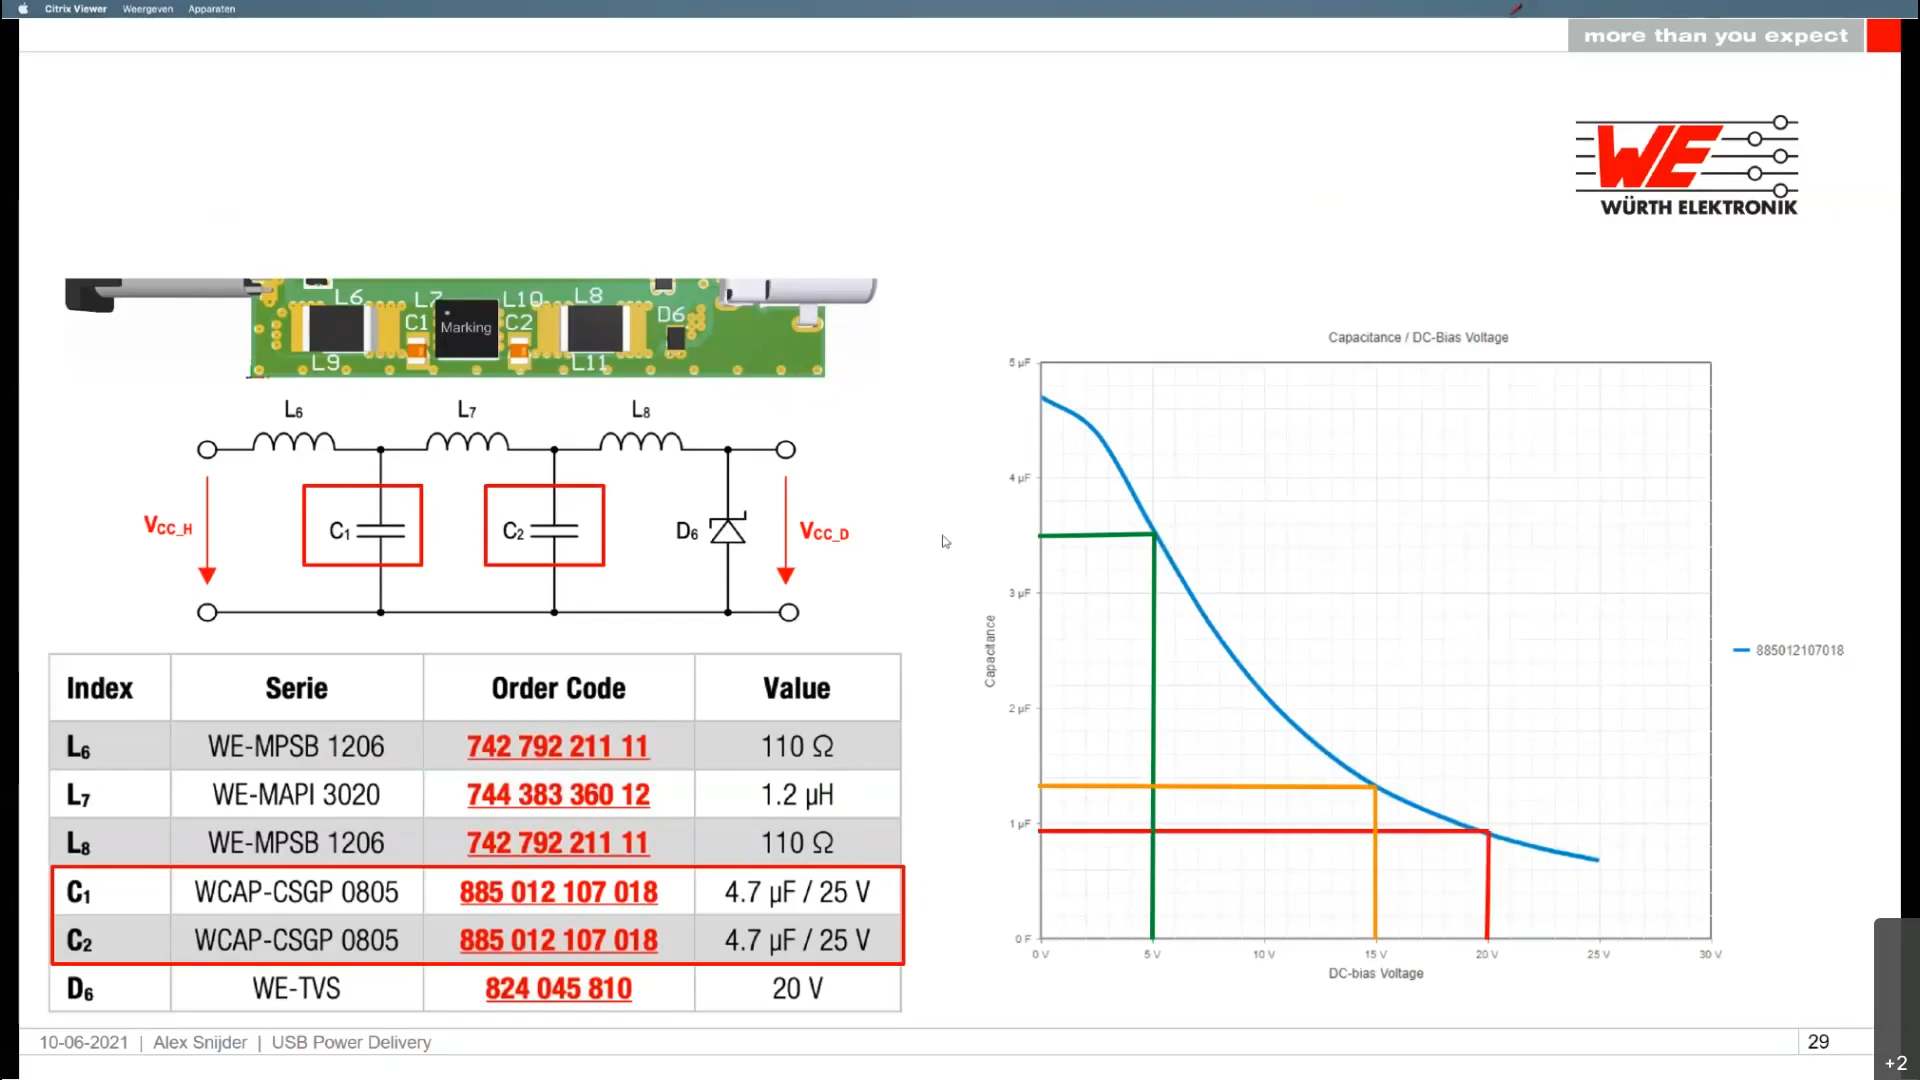 Citrix Viewer Weergeven Apparaten
more than you expect
WE
WÜRTH ELEKTRONIK
L6 L7 L10 L8 D6
C1 Marking C2
L9 L11
L₆ L₇ L₈
V_CC_H C₁ C₂ D₆ V_CC_D
Index Serie Order Code Value
L₆ WE-MPSB 1206 742 792 211 11 110 Ω
L₇ WE-MAPI 3020 744 383 360 12 1.2 µH
L₈ WE-MPSB 1206 742 792 211 11 110 Ω
C₁ WCAP-CSGP 0805 885 012 107 018 4.7 µF / 25 V
C₂ WCAP-CSGP 0805 885 012 107 018 4.7 µF / 25 V
D₆ WE-TVS 824 045 810 20 V
Capacitance / DC-Bias Voltage
5 µF
4 µF
3 µF
2 µF
1 µF
0 F
Capacitance
0 V 5 V 10 V 15 V 20 V 25 V 30 V
DC-bias Voltage
885012107018
10-06-2021 | Alex Snijder | USB Power Delivery
29
+2